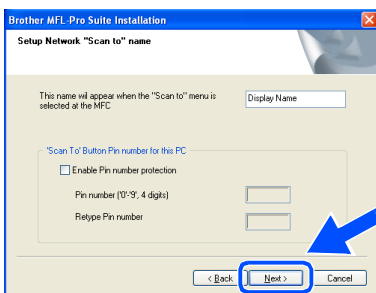 Brother MFL-Pro Suite Installation
Setup Network "Scan to" name
This name wil appear when the "Scan to" menu is
selected at the MFC
Display Name
'Scan To' Button Pin number for this PC
Enable Pin number protection
Pin number ('0'-'9', 4 digits)
Retype Pin number
< Back
Next >
Cancel